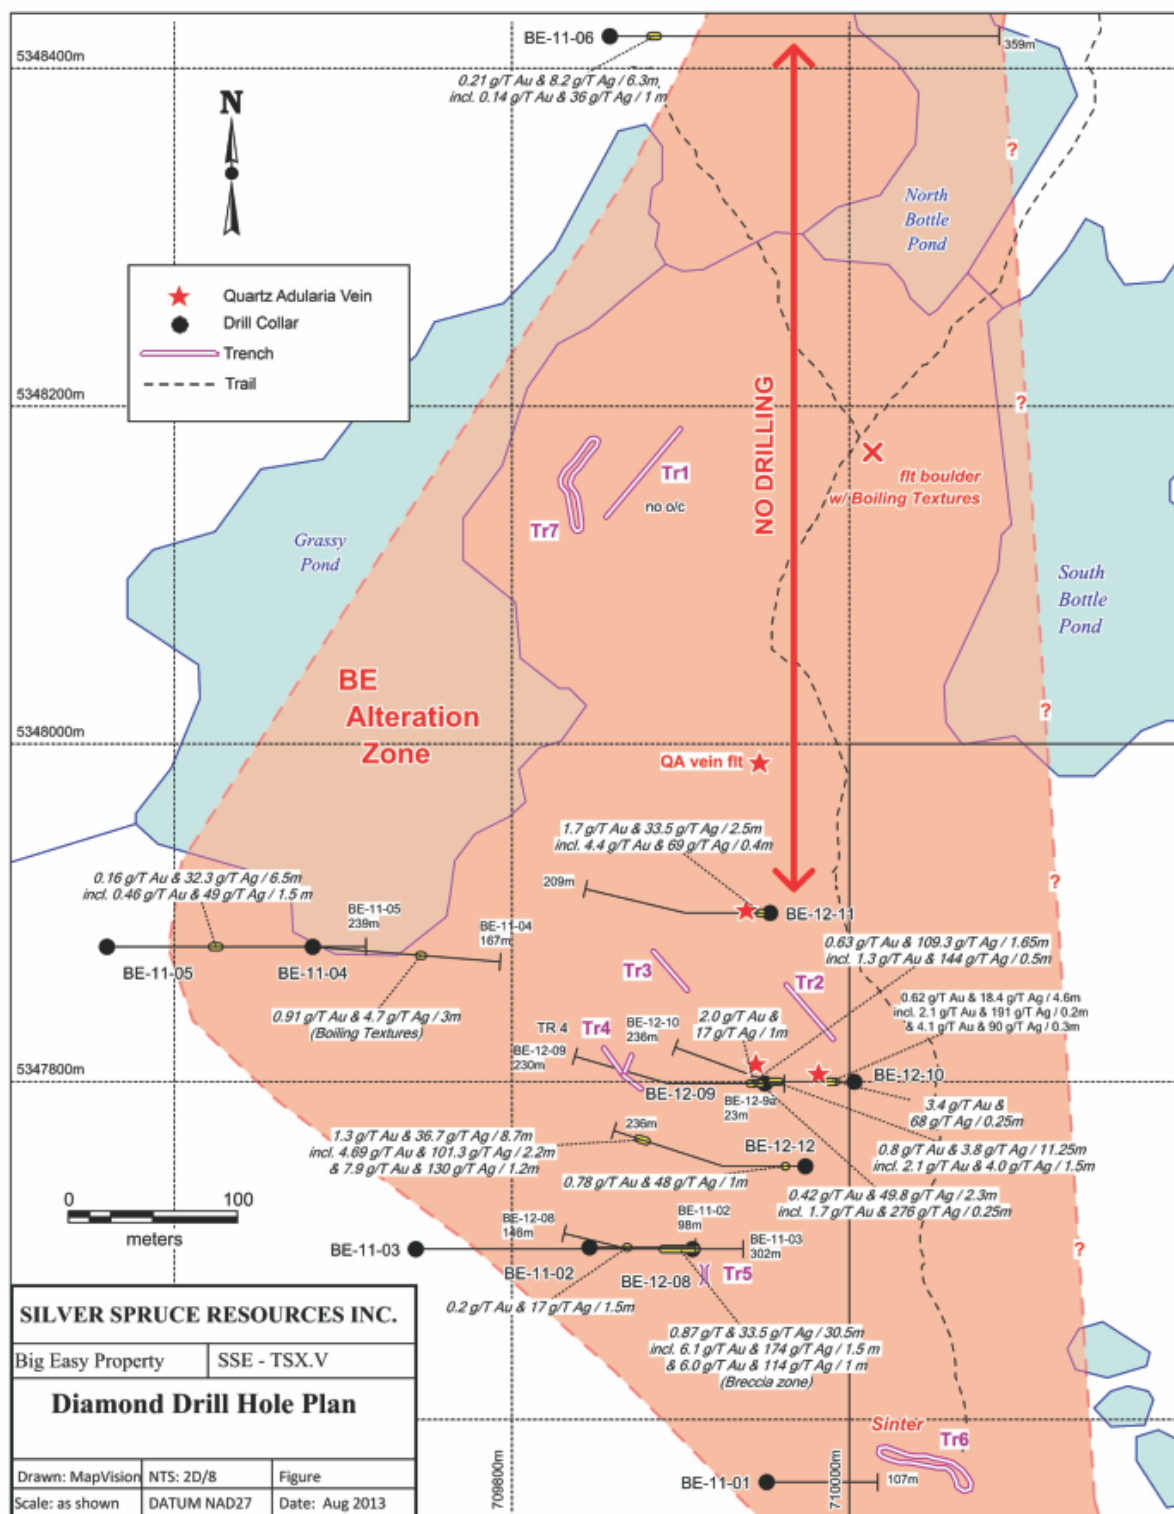 BE-11-06
359m
5348400m
0.21 g/T Au & 8.2 g/T Ag / 6.3m
incl. 0.14 g/T Au & 36 g/T Ag / 1 m
N
?
North
Bottle
Pond
Quartz Adularia Vein
Drill Collar
Trench
Trail
5348200m
?
NO DRILLING
Tr1
no o/c
Tr7
flt boulder
w/ Boiling Textures
Grassy
Pond
South
Bottle
Pond
BE
Alteration
Zone
?
5348000m
QA vein flt
1.7 g/T Au & 33.5 g/T Ag / 2.5m
incl. 4.4 g/T Au & 69 g/T Ag / 0.4m
0.16 g/T Au & 32.3 g/T Ag / 6.5m
incl. 0.46 g/T Au & 49 g/T Ag / 1.5 m
209m
?
BE-11-05
239m
BE-11-04
167m
BE-12-11
BE-11-05
BE-11-04
0.63 g/T Au & 109.3 g/T Ag / 1.65m
incl. 1.3 g/T Au & 144 g/T Ag / 0.5m
Tr3
Tr2
0.62 g/T Au & 18.4 g/T Ag / 4.6m
incl. 2.1 g/T Au & 191 g/T Ag / 0.2m
& 4.1 g/T Au & 90 g/T Ag / 0.3m
0.91 g/T Au & 4.7 g/T Ag / 3m
(Boiling Textures)
TR 4
Tr4
BE-12-10
236m
2.0 g/T Au &
17 g/T Ag / 1m
BE-12-09
230m
5347800m
BE-12-10
BE-12-09
BE-12-9a
23m
3.4 g/T Au &
68 g/T Ag / 0.25m
236m
1.3 g/T Au & 36.7 g/T Ag / 8.7m
incl. 4.69 g/T Au & 101.3 g/T Ag / 2.2m
& 7.9 g/T Au & 130 g/T Ag / 1.2m
BE-12-12
0.8 g/T Au & 3.8 g/T Ag / 11.25m
incl. 2.1 g/T Au & 4.0 g/T Ag / 1.5m
0.78 g/T Au & 48 g/T Ag / 1m
0.42 g/T Au & 49.8 g/T Ag / 2.3m
incl. 1.7 g/T Au & 276 g/T Ag / 0.25m
0
100
meters
BE-12-08
146m
BE-11-02
98m
BE-11-03
302m
?
BE-11-03
BE-11-02
BE-12-08
Tr5
0.2 g/T Au & 17 g/T Ag / 1.5m
0.87 g/T & 33.5 g/T Ag / 30.5m
incl. 6.1 g/T Au & 174 g/T Ag / 1.5 m
& 6.0 g/T Au & 114 g/T Ag / 1 m
(Breccia zone)
SILVER SPRUCE RESOURCES INC.
Big Easy Property
SSE - TSX.V
Diamond Drill Hole Plan
Drawn: MapVision
NTS: 2D/8
Figure
Scale: as shown
DATUM NAD27
Date: Aug 2013
Sinter
Tr6
709800m
710000m
BE-11-01
107m